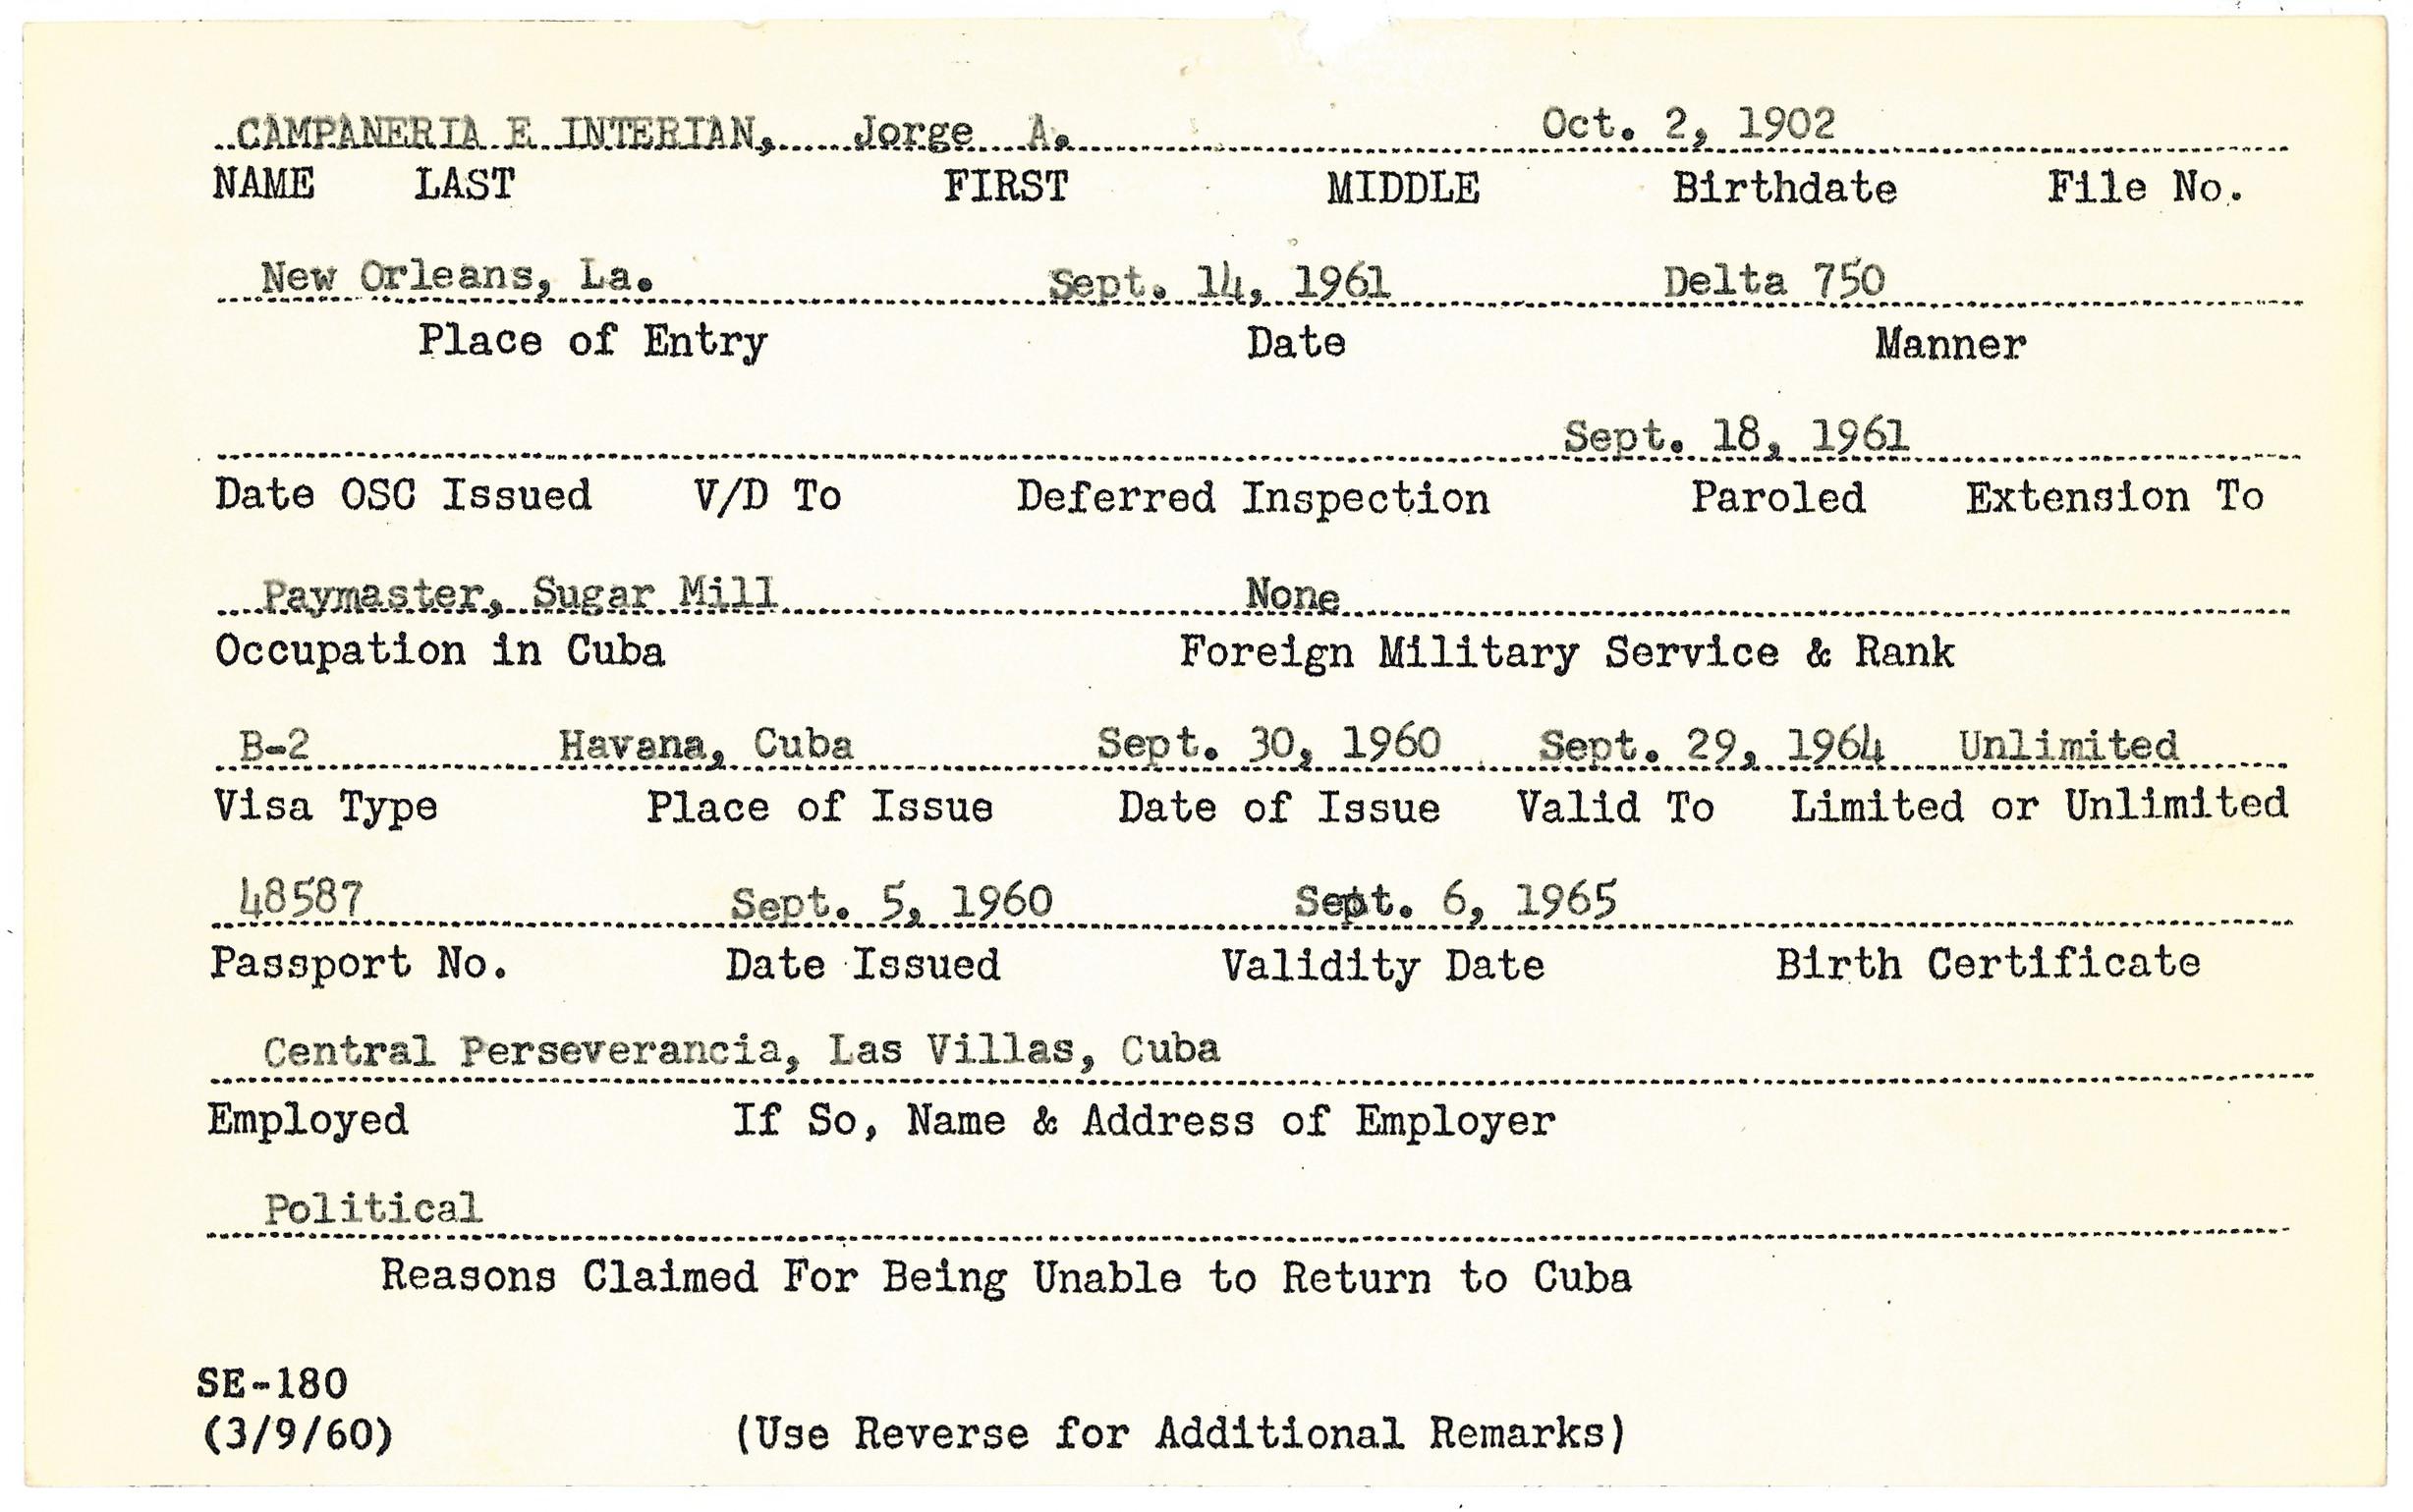 CAMPANERIA E INTERIAN, Jorge A. Oct. 2, 1902
NAME LAST FIRST MIDDLE Birthdate File No.
New Orleans, La. Sept. 14, 1961 Delta 750
Place of Entry Date Manner
Sept. 18, 1961
Date OSC Issued V/D To Deferred Inspection Paroled Extension To
Paymaster, Sugar Mill None
Occupation in Cuba Foreign Military Service & Rank
B-2 Havana, Cuba Sept. 30, 1960 Sept. 29, 1964 Unlimited
Visa Type Place of Issue Date of Issue Valid To Limited or Unlimited
48587 Sept. 5, 1960 Sept. 6, 1965
Passport No. Date Issued Validity Date Birth Certificate
Central Perseverancia, Las Villas, Cuba
Employed If So, Name & Address of Employer
Political
Reasons Claimed For Being Unable to Return to Cuba
SE-180
(3/9/60) (Use Reverse for Additional Remarks)